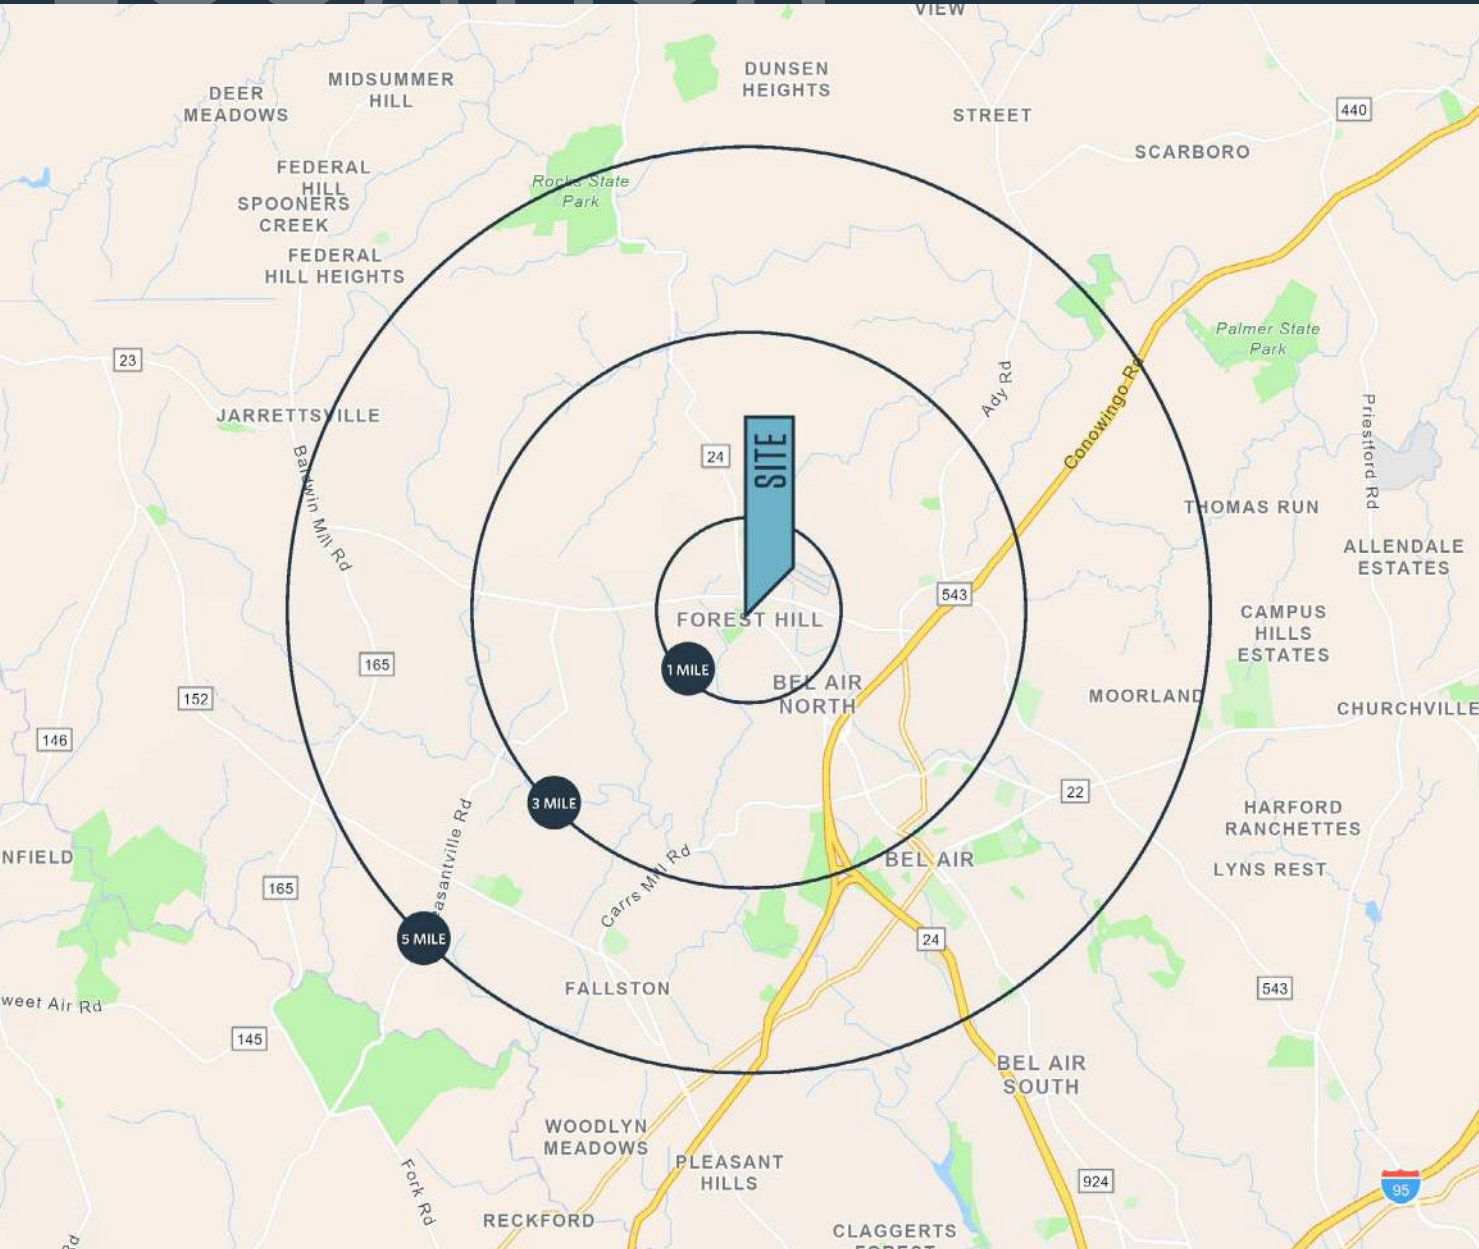 VIEW
DUNSEN
HEIGHTS
MIDSUMMER
HILL
DEER
MEADOWS
STREET
440
SCARBORO
FEDERAL
HILL
SPOONERS
CREEK
Rocks State
Park
FEDERAL
HILL HEIGHTS
Palmer State
Park
23
JARRETTSVILLE
Ady Rd
Conowingo Rd
Priestford Rd
24
SITE
Baldwin Mill Rd
THOMAS RUN
ALLENDALE
ESTATES
543
FOREST HILL
CAMPUS
HILLS
ESTATES
165
1 MILE
BEL AIR
NORTH
152
MOORLAND
CHURCHVILLE
146
22
3 MILE
HARFORD
RANCHETTES
NFIELD
easantville Rd
Carrs Mill Rd
BEL AIR
LYNS REST
165
5 MILE
24
FALLSTON
543
weet Air Rd
145
BEL AIR
SOUTH
WOODLYN
MEADOWS
PLEASANT
HILLS
Fork Rd
924
95
RECKFORD
CLAGGERTS
FOREST
Rd